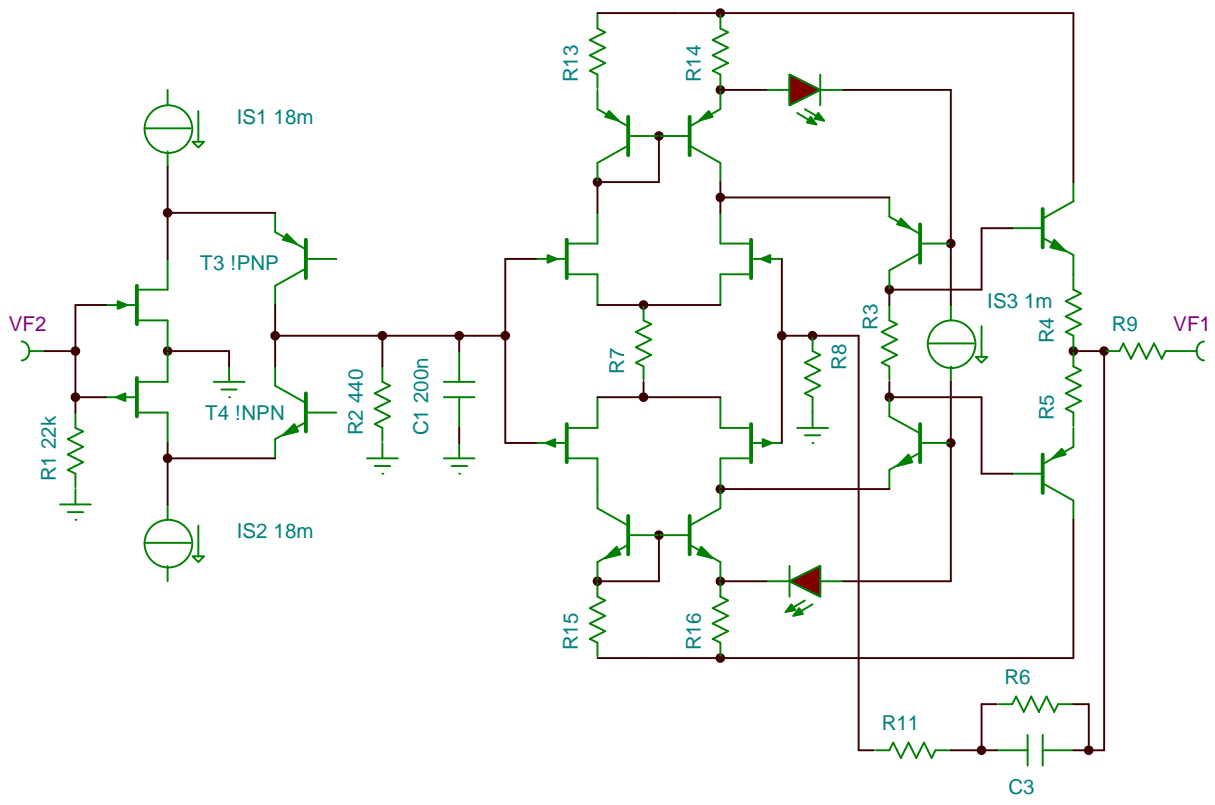 R13
R14
IS1 18m
T3 !PNP
IS3 1m
R3
R4
R9
VF1
VF2
R7
R8
R5
T4 !NPN
R2 440
C1 200n
R1 22k
IS2 18m
R15
R16
R6
R11
C3